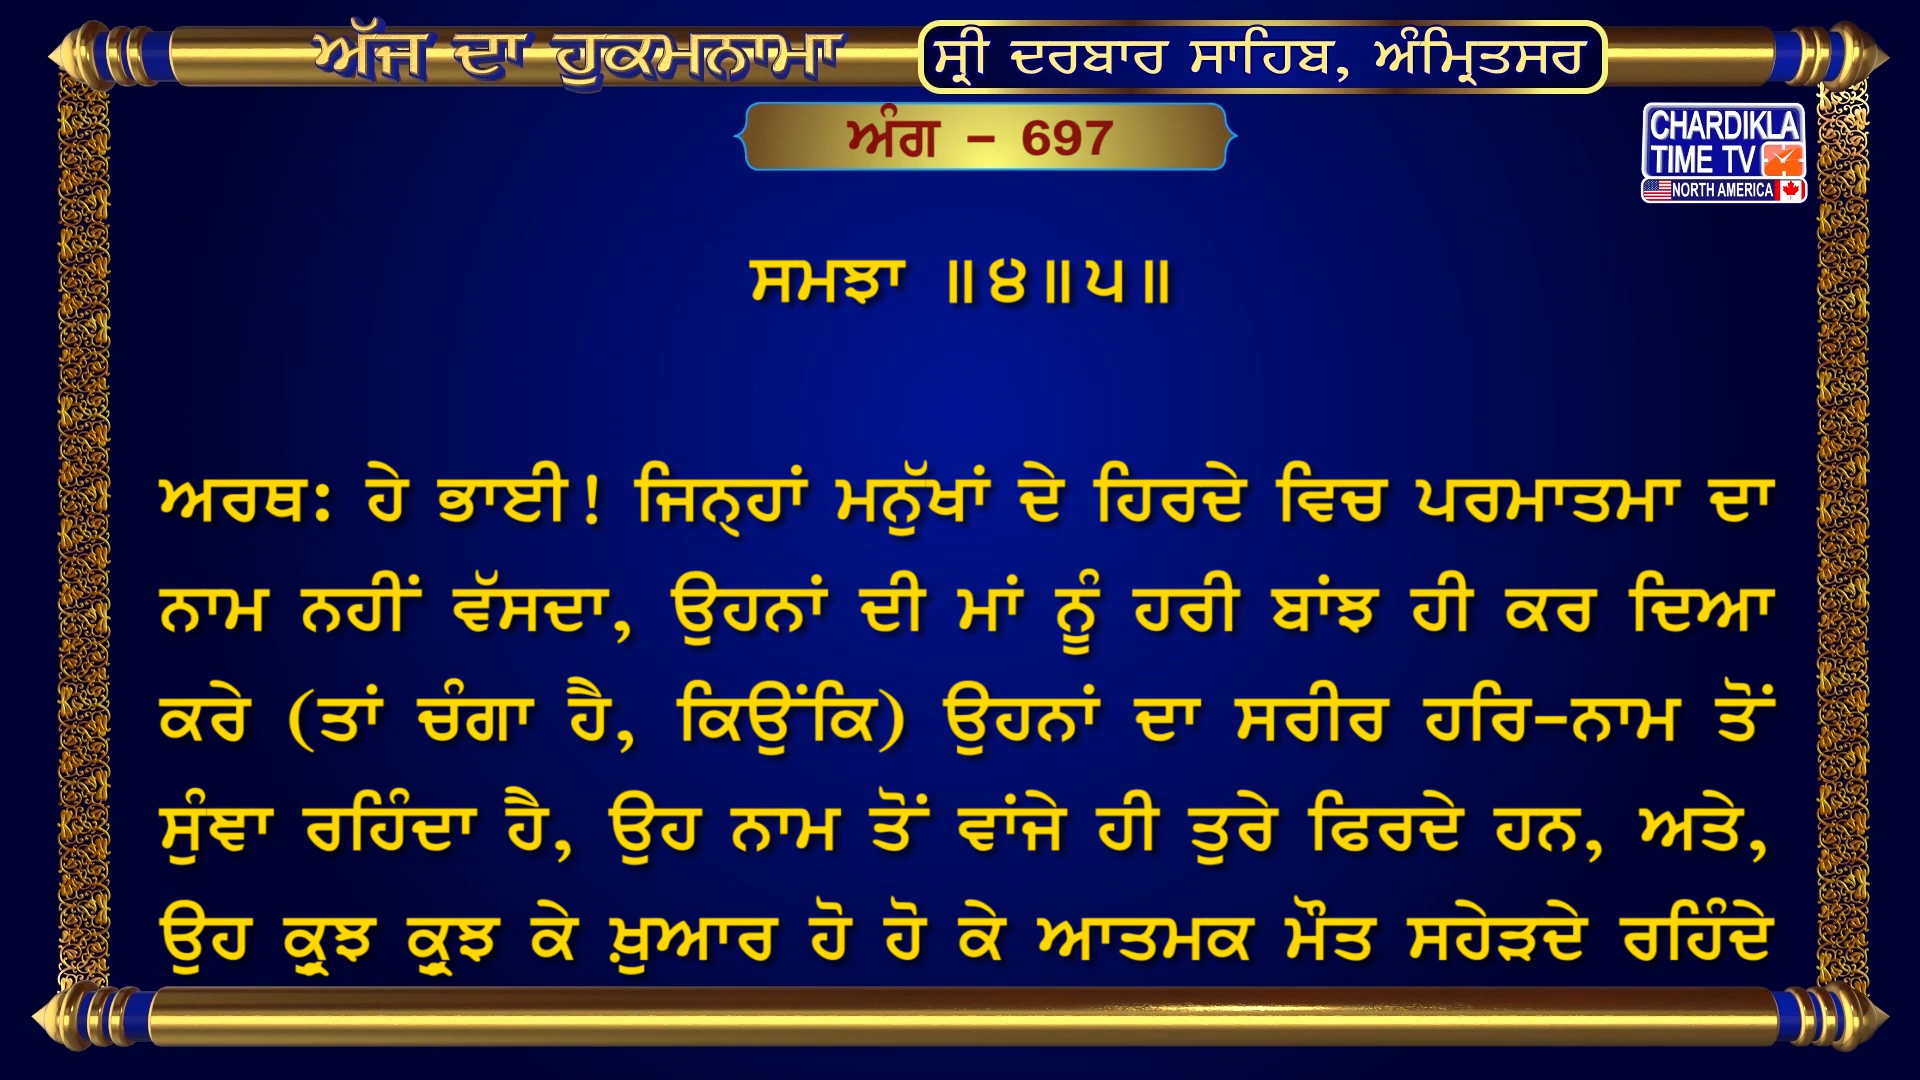 ਅੱਜ ਦਾ ਹੁਕਮਨਾਮਾ
ਸ੍ਰੀ ਦਰਬਾਰ ਸਾਹਿਬ, ਅੰਮ੍ਰਿਤਸਰ
ਅੰਗ - 697
CHARDIKLA
TIME TV
NORTH AMERICA
ਸਮਝਾ ॥੪॥੫॥
ਅਰਥ: ਹੇ ਭਾਈ! ਜਿਨ੍ਹਾਂ ਮਨੁੱਖਾਂ ਦੇ ਹਿਰਦੇ ਵਿਚ ਪਰਮਾਤਮਾ ਦਾ
ਨਾਮ ਨਹੀਂ ਵੱਸਦਾ, ਉਹਨਾਂ ਦੀ ਮਾਂ ਨੂੰ ਹਰੀ ਬਾਂਝ ਹੀ ਕਰ ਦਿਆ
ਕਰੇ (ਤਾਂ ਚੰਗਾ ਹੈ, ਕਿਉਂਕਿ) ਉਹਨਾਂ ਦਾ ਸਰੀਰ ਹਰਿ-ਨਾਮ ਤੋਂ
ਸੁੰਞਾ ਰਹਿੰਦਾ ਹੈ, ਉਹ ਨਾਮ ਤੋਂ ਵਾਂਜੇ ਹੀ ਤੁਰੇ ਫਿਰਦੇ ਹਨ, ਅਤੇ,
ਉਹ ਕ੍ਰੁਝ ਕ੍ਰੁਝ ਕੇ ਖ਼ੁਆਰ ਹੋ ਹੋ ਕੇ ਆਤਮਕ ਮੌਤ ਸਹੇੜਦੇ ਰਹਿੰਦੇ